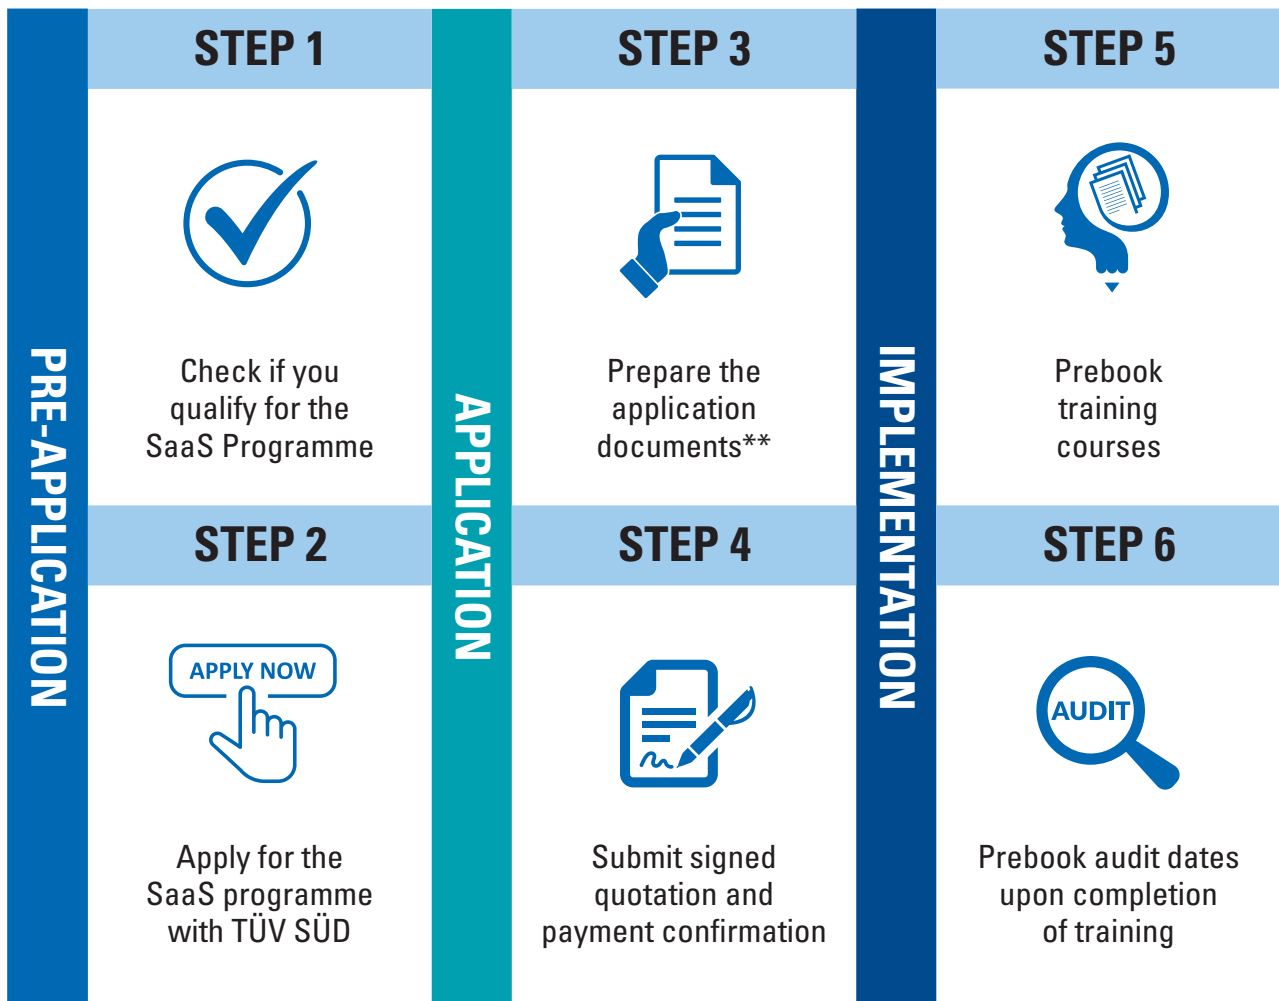 PRE-APPLICATION
STEP 1
Check if you
qualify for the
SaaS Programme
STEP 2
APPLY NOW
Apply for the
SaaS programme
with TÜV SÜD
APPLICATION
STEP 3
Prepare the
application
documents**
STEP 4
Submit signed
quotation and
payment confirmation
IMPLEMENTATION
STEP 5
Prebook
training
courses
STEP 6
AUDIT
Prebook audit dates
upon completion
of training